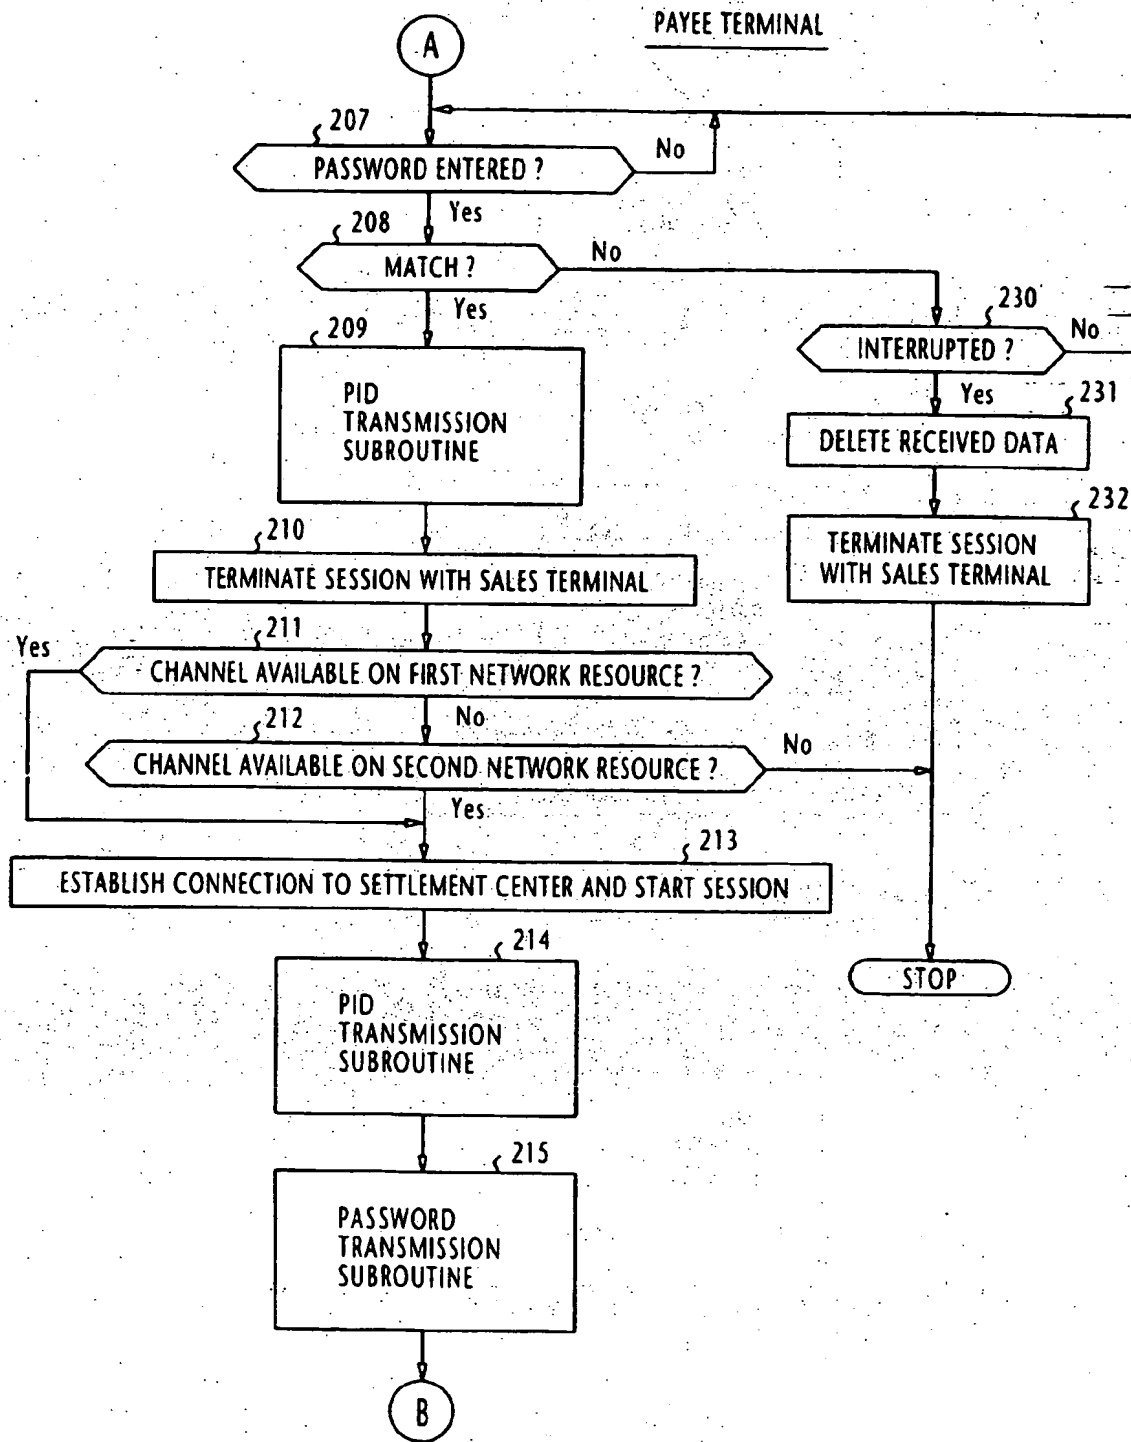 PAYEE TERMINAL
A
207
PASSWORD ENTERED ?
No
Yes
208
MATCH ?
No
Yes
230
INTERRUPTED ?
No
Yes
209
PID
TRANSMISSION
SUBROUTINE
231
DELETE RECEIVED DATA
232
TERMINATE SESSION
WITH SALES TERMINAL
210
TERMINATE SESSION WITH SALES TERMINAL
211
Yes
CHANNEL AVAILABLE ON FIRST NETWORK RESOURCE ?
No
212
CHANNEL AVAILABLE ON SECOND NETWORK RESOURCE ?
No
Yes
213
ESTABLISH CONNECTION TO SETTLEMENT CENTER AND START SESSION
STOP
214
PID
TRANSMISSION
SUBROUTINE
215
PASSWORD
TRANSMISSION
SUBROUTINE
B